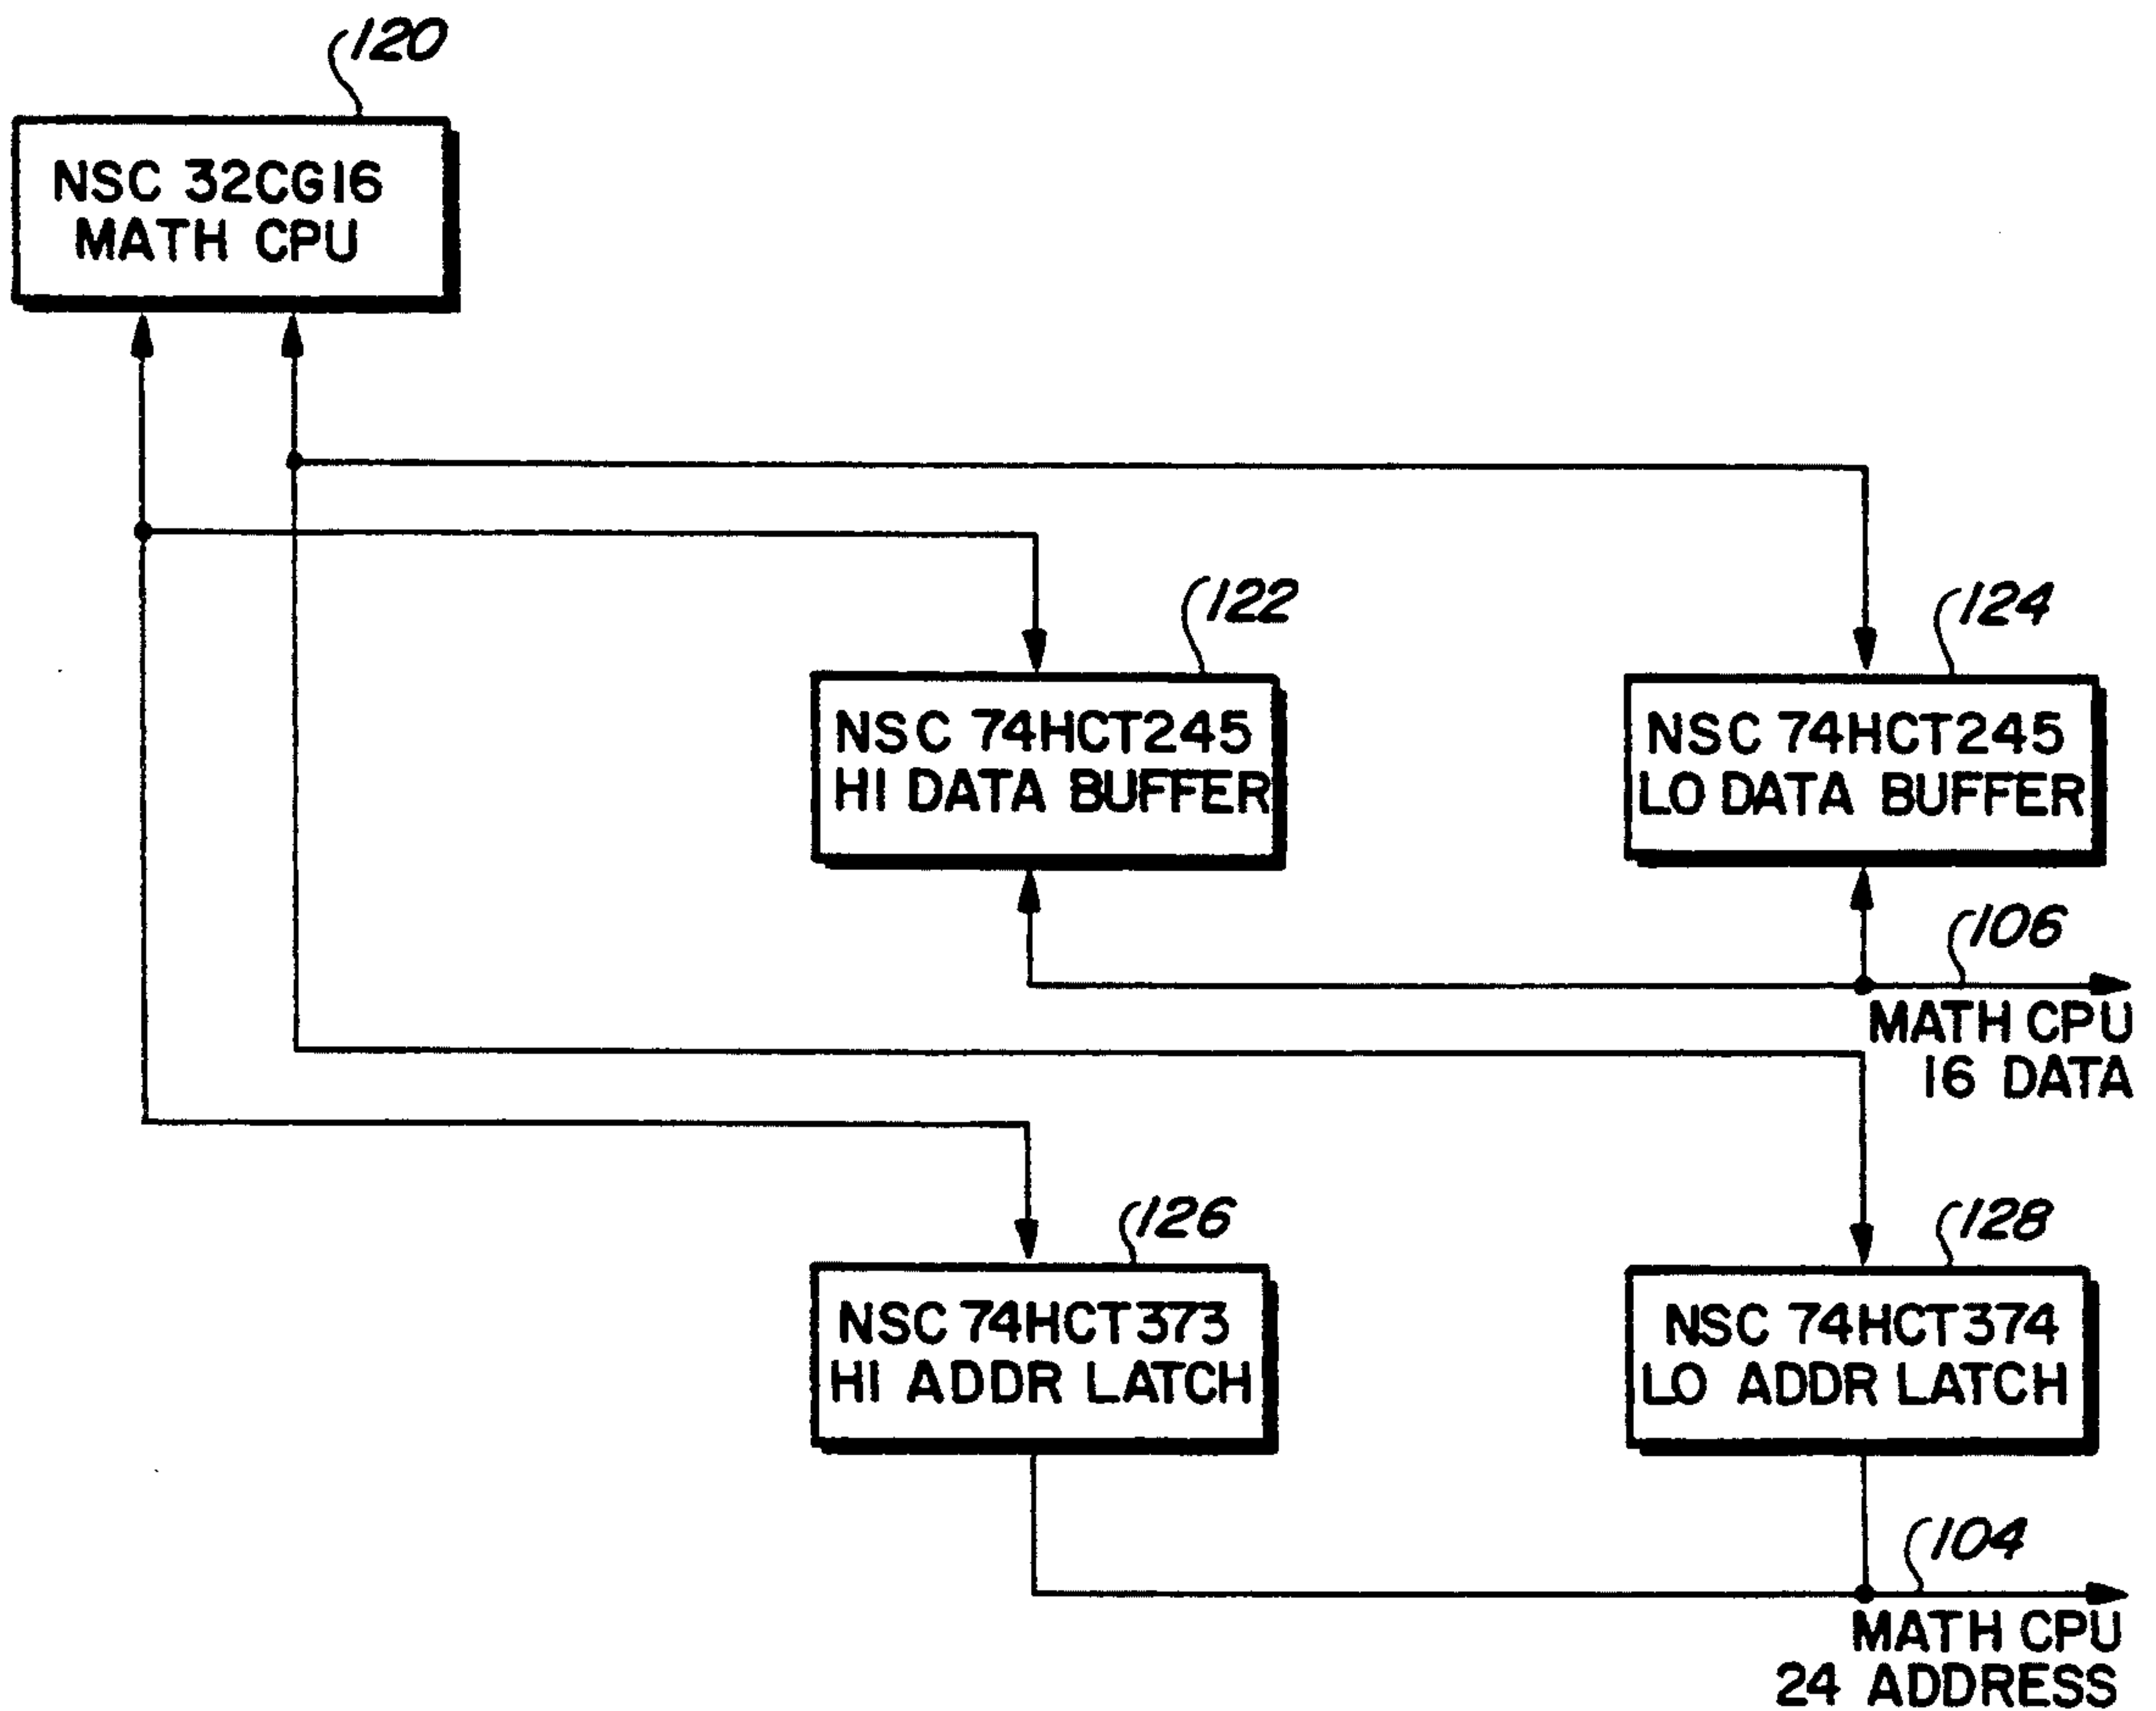 120
NSC 32CG16
MATH CPU
122
124
NSC 74HCT245
HI DATA BUFFER
NSC 74HCT245
LO DATA BUFFER
106
MATH CPU
16 DATA
126
128
NSC 74HCT373
HI ADDR LATCH
NSC 74HCT374
LO ADDR LATCH
104
MATH CPU
24 ADDRESS